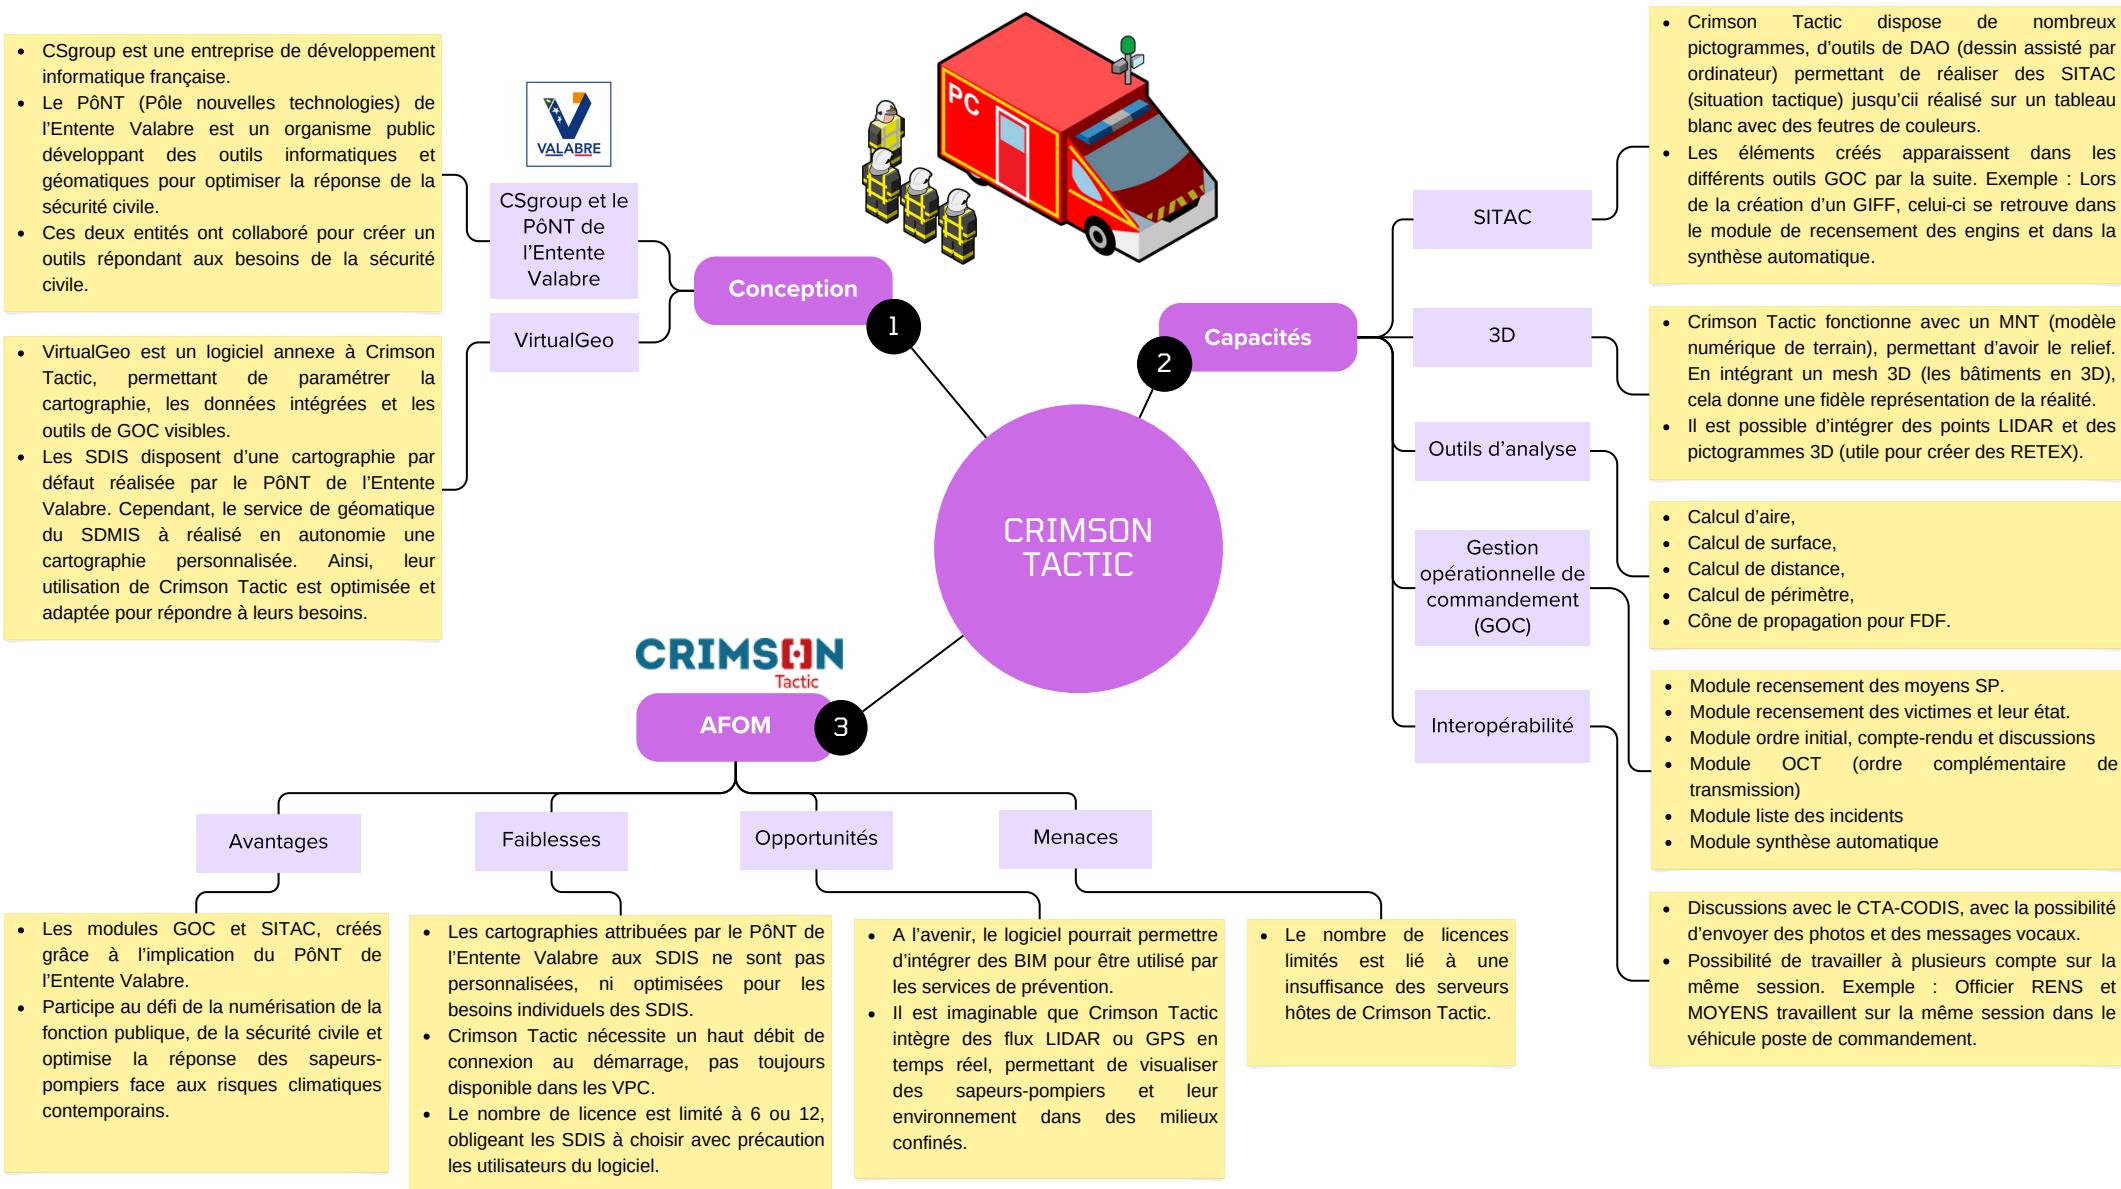 CRIMSON
TACTIC
Conception
1
VALABRE
CSgroup et le
PôNT de
l'Entente
Valabre
• CSgroup est une entreprise de développement
informatique française.
• Le PôNT (Pôle nouvelles technologies) de
l'Entente Valabre est un organisme public
développant des outils informatiques et
géomatiques pour optimiser la réponse de la
sécurité civile.
• Ces deux entités ont collaboré pour créer un
outils répondant aux besoins de la sécurité
civile.
VirtualGeo
• VirtualGeo est un logiciel annexe à Crimson
Tactic, permettant de paramétrer la
cartographie, les données intégrées et les
outils de GOC visibles.
• Les SDIS disposent d'une cartographie par
défaut réalisée par le PôNT de l'Entente
Valabre. Cependant, le service de géomatique
du SDMIS à réalisé en autonomie une
cartographie personnalisée. Ainsi, leur
utilisation de Crimson Tactic est optimisée et
adaptée pour répondre à leurs besoins.
PC
Capacités
2
SITAC
• Crimson Tactic dispose de nombreux
pictogrammes, d'outils de DAO (dessin assisté par
ordinateur) permettant de réaliser des SITAC
(situation tactique) jusqu'cii réalisé sur un tableau
blanc avec des feutres de couleurs.
• Les éléments créés apparaissent dans les
différents outils GOC par la suite. Exemple : Lors
de la création d'un GIFF, celui-ci se retrouve dans
le module de recensement des engins et dans la
synthèse automatique.
3D
• Crimson Tactic fonctionne avec un MNT (modèle
numérique de terrain), permettant d'avoir le relief.
En intégrant un mesh 3D (les bâtiments en 3D),
cela donne une fidèle représentation de la réalité.
• Il est possible d'intégrer des points LIDAR et des
pictogrammes 3D (utile pour créer des RETEX).
Outils d'analyse
• Calcul d'aire,
• Calcul de surface,
• Calcul de distance,
• Calcul de périmètre,
• Cône de propagation pour FDF.
Gestion
opérationnelle de
commandement
(GOC)
• Module recensement des moyens SP.
• Module recensement des victimes et leur état.
• Module ordre initial, compte-rendu et discussions
• Module OCT (ordre complémentaire de
transmission)
• Module liste des incidents
• Module synthèse automatique
Interopérabilité
• Discussions avec le CTA-CODIS, avec la possibilité
d'envoyer des photos et des messages vocaux.
• Possibilité de travailler à plusieurs compte sur la
même session. Exemple : Officier RENS et
MOYENS travaillent sur la même session dans le
véhicule poste de commandement.
CRIMSON
Tactic
AFOM
3
Avantages
• Les modules GOC et SITAC, créés
grâce à l'implication du PôNT de
l'Entente Valabre.
• Participe au défi de la numérisation de la
fonction publique, de la sécurité civile et
optimise la réponse des sapeurs-
pompiers face aux risques climatiques
contemporains.
Faiblesses
• Les cartographies attribuées par le PôNT de
l'Entente Valabre aux SDIS ne sont pas
personnalisées, ni optimisées pour les
besoins individuels des SDIS.
• Crimson Tactic nécessite un haut débit de
connexion au démarrage, pas toujours
disponible dans les VPC.
• Le nombre de licence est limité à 6 ou 12,
obligeant les SDIS à choisir avec précaution
les utilisateurs du logiciel.
Opportunités
• A l'avenir, le logiciel pourrait permettre
d'intégrer des BIM pour être utilisé par
les services de prévention.
• Il est imaginable que Crimson Tactic
intègre des flux LIDAR ou GPS en
temps réel, permettant de visualiser
des sapeurs-pompiers et leur
environnement dans des milieux
confinés.
Menaces
• Le nombre de licences
limités est lié à une
insuffisance des serveurs
hôtes de Crimson Tactic.